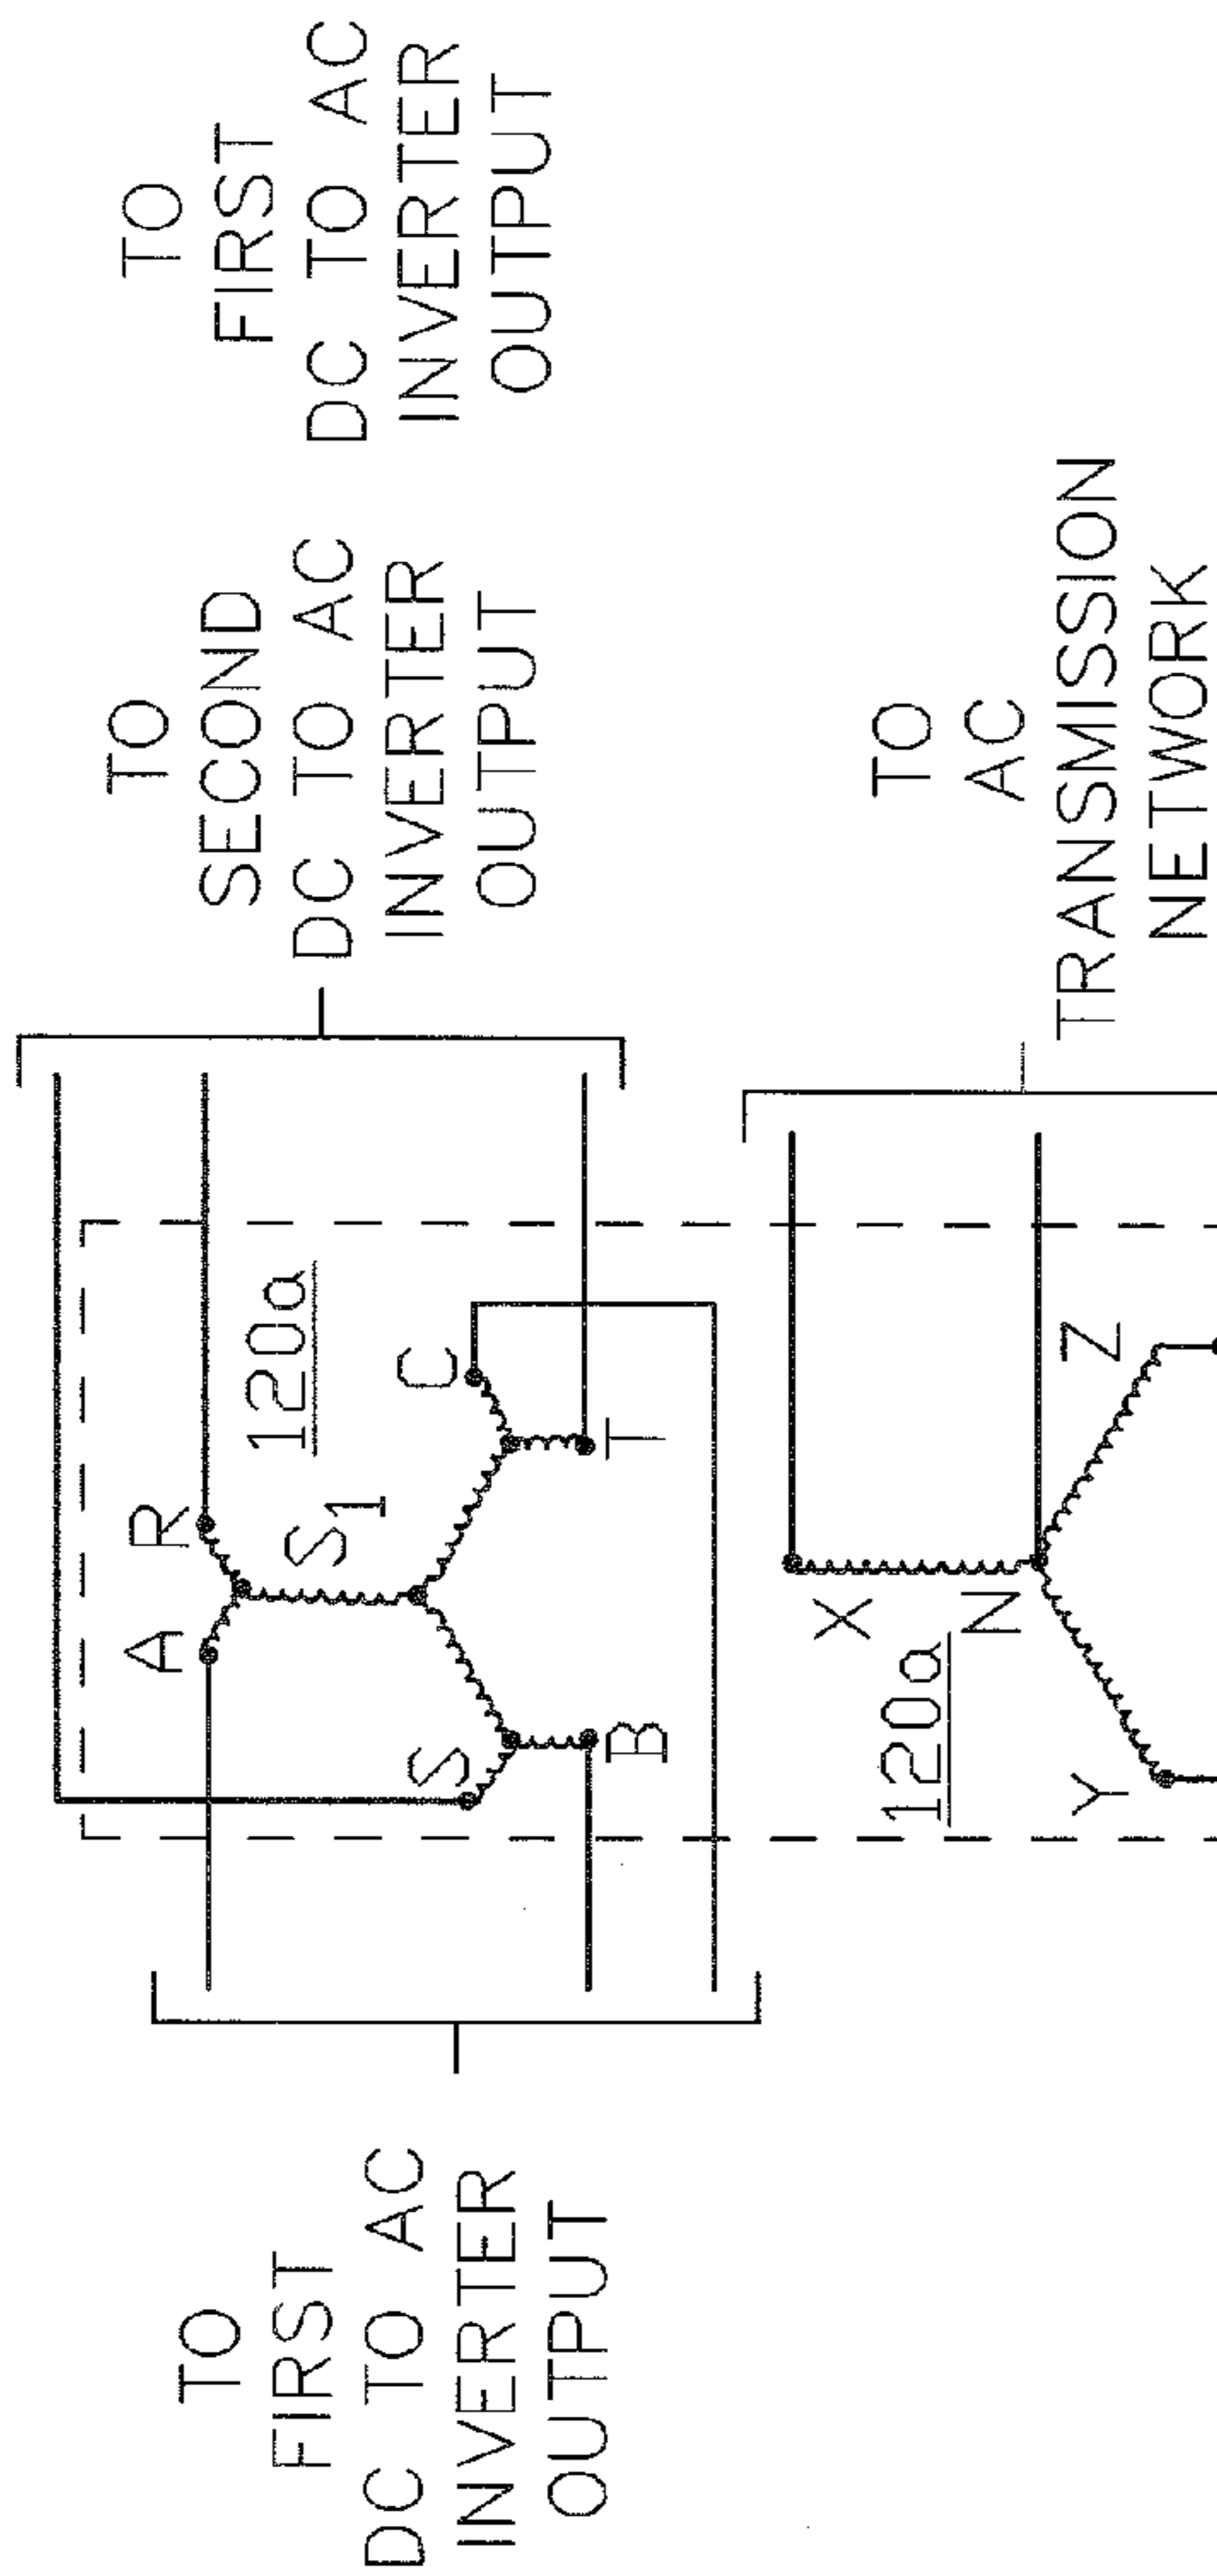 TO
FIRST
DC TO AC
INVERTER
OUTPUT
A
R
120a
S1
S
C
B
T
TO
SECOND
DC TO AC
INVERTER
OUTPUT
TO
FIRST
DC TO AC
INVERTER
OUTPUT
X
120a
N
Y
Z
TO
AC
TRANSMISSION
NETWORK